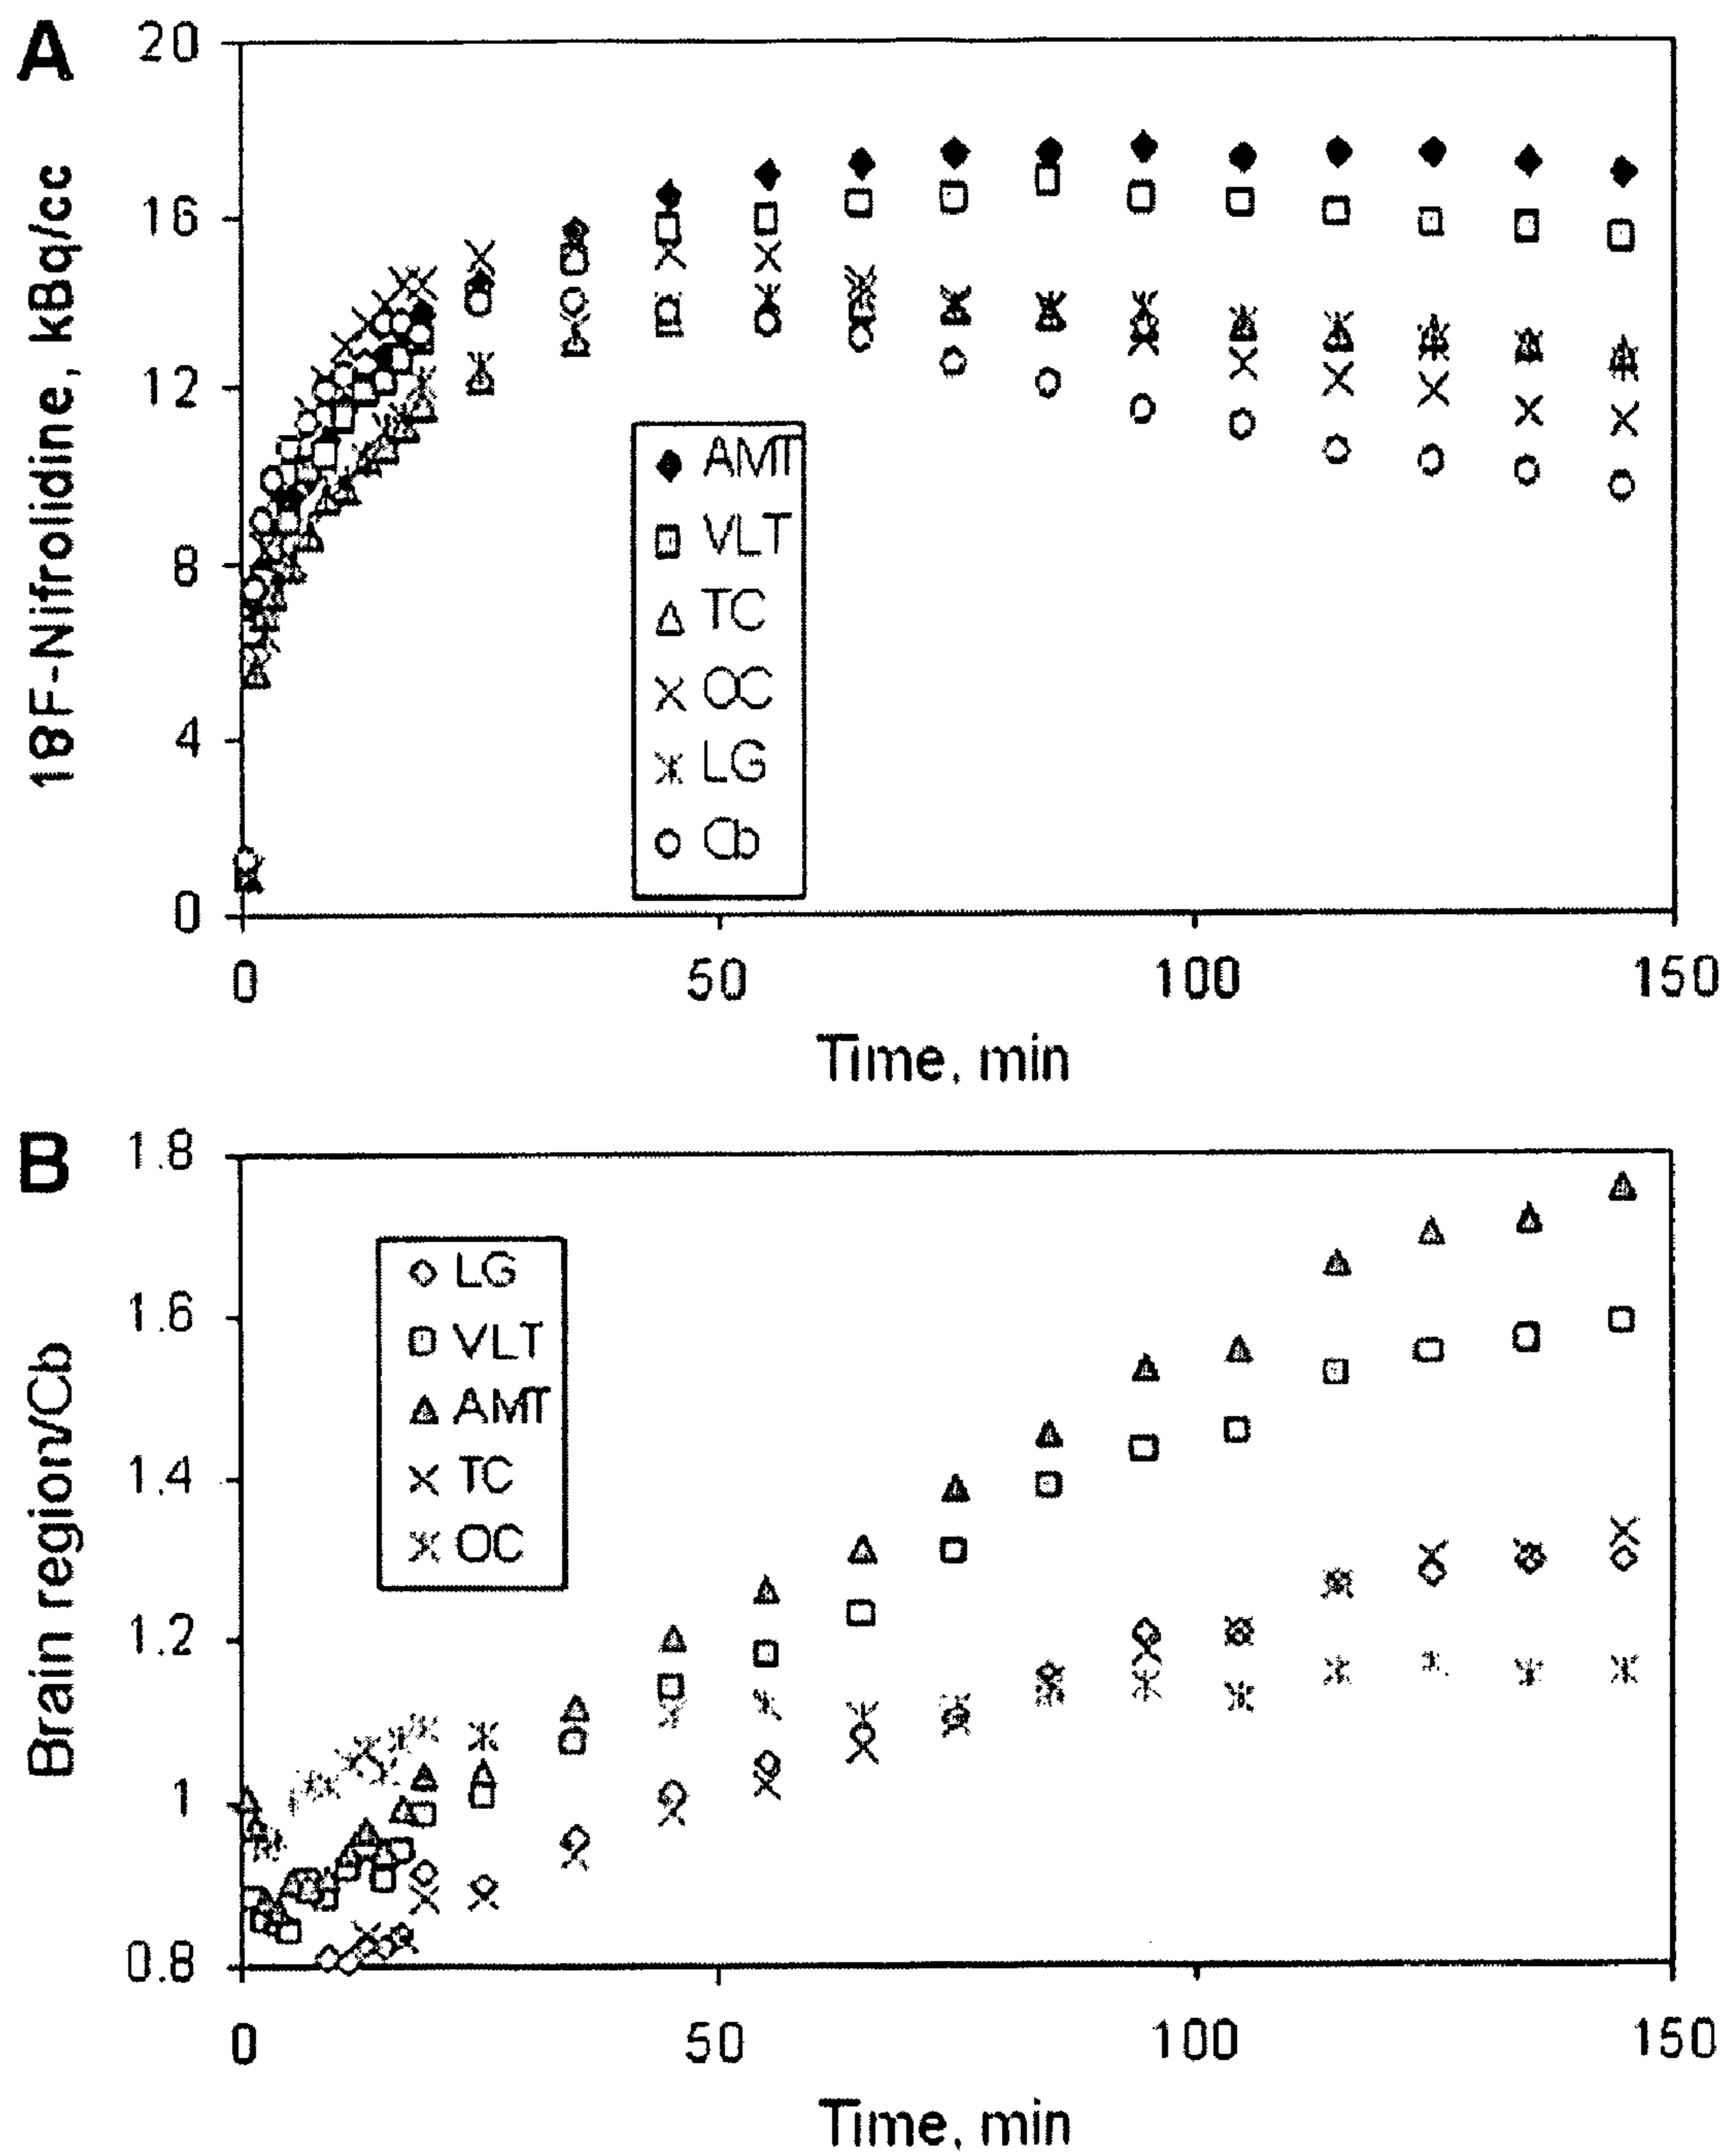 A
18F-Nifrolidine, kBq/cc
20
16
12
8
4
0
AMT
VLT
TC
OC
LG
Cb
0 50 100 150
Time, min
B
Brain region/Cb
1.8
1.6
1.4
1.2
1
0.8
LG
VLT
AMT
TC
OC
0 50 100 150
Time, min